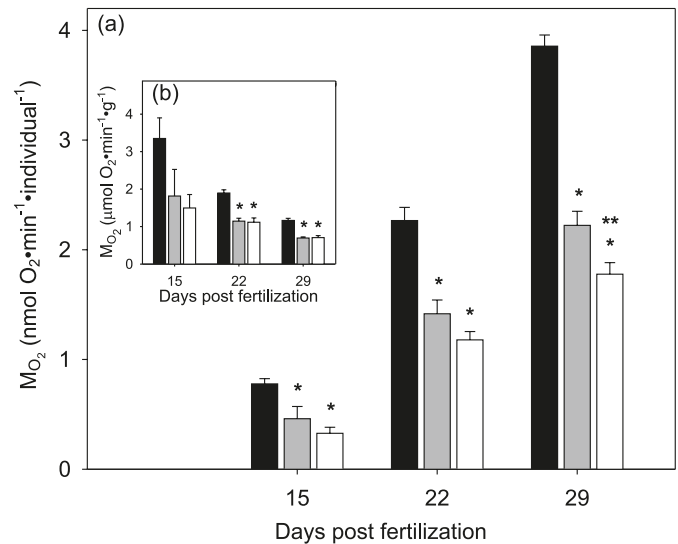 (a)
4
3
2
1
0
M_O₂ (nmol O₂•min⁻¹•individual⁻¹)
(b)
4
3
2
1
0
M_O₂ (µmol O₂•min⁻¹•g⁻¹)
* *
* *
15 22 29
Days post fertilization
* *
* *
* **
*
15 22 29
Days post fertilization